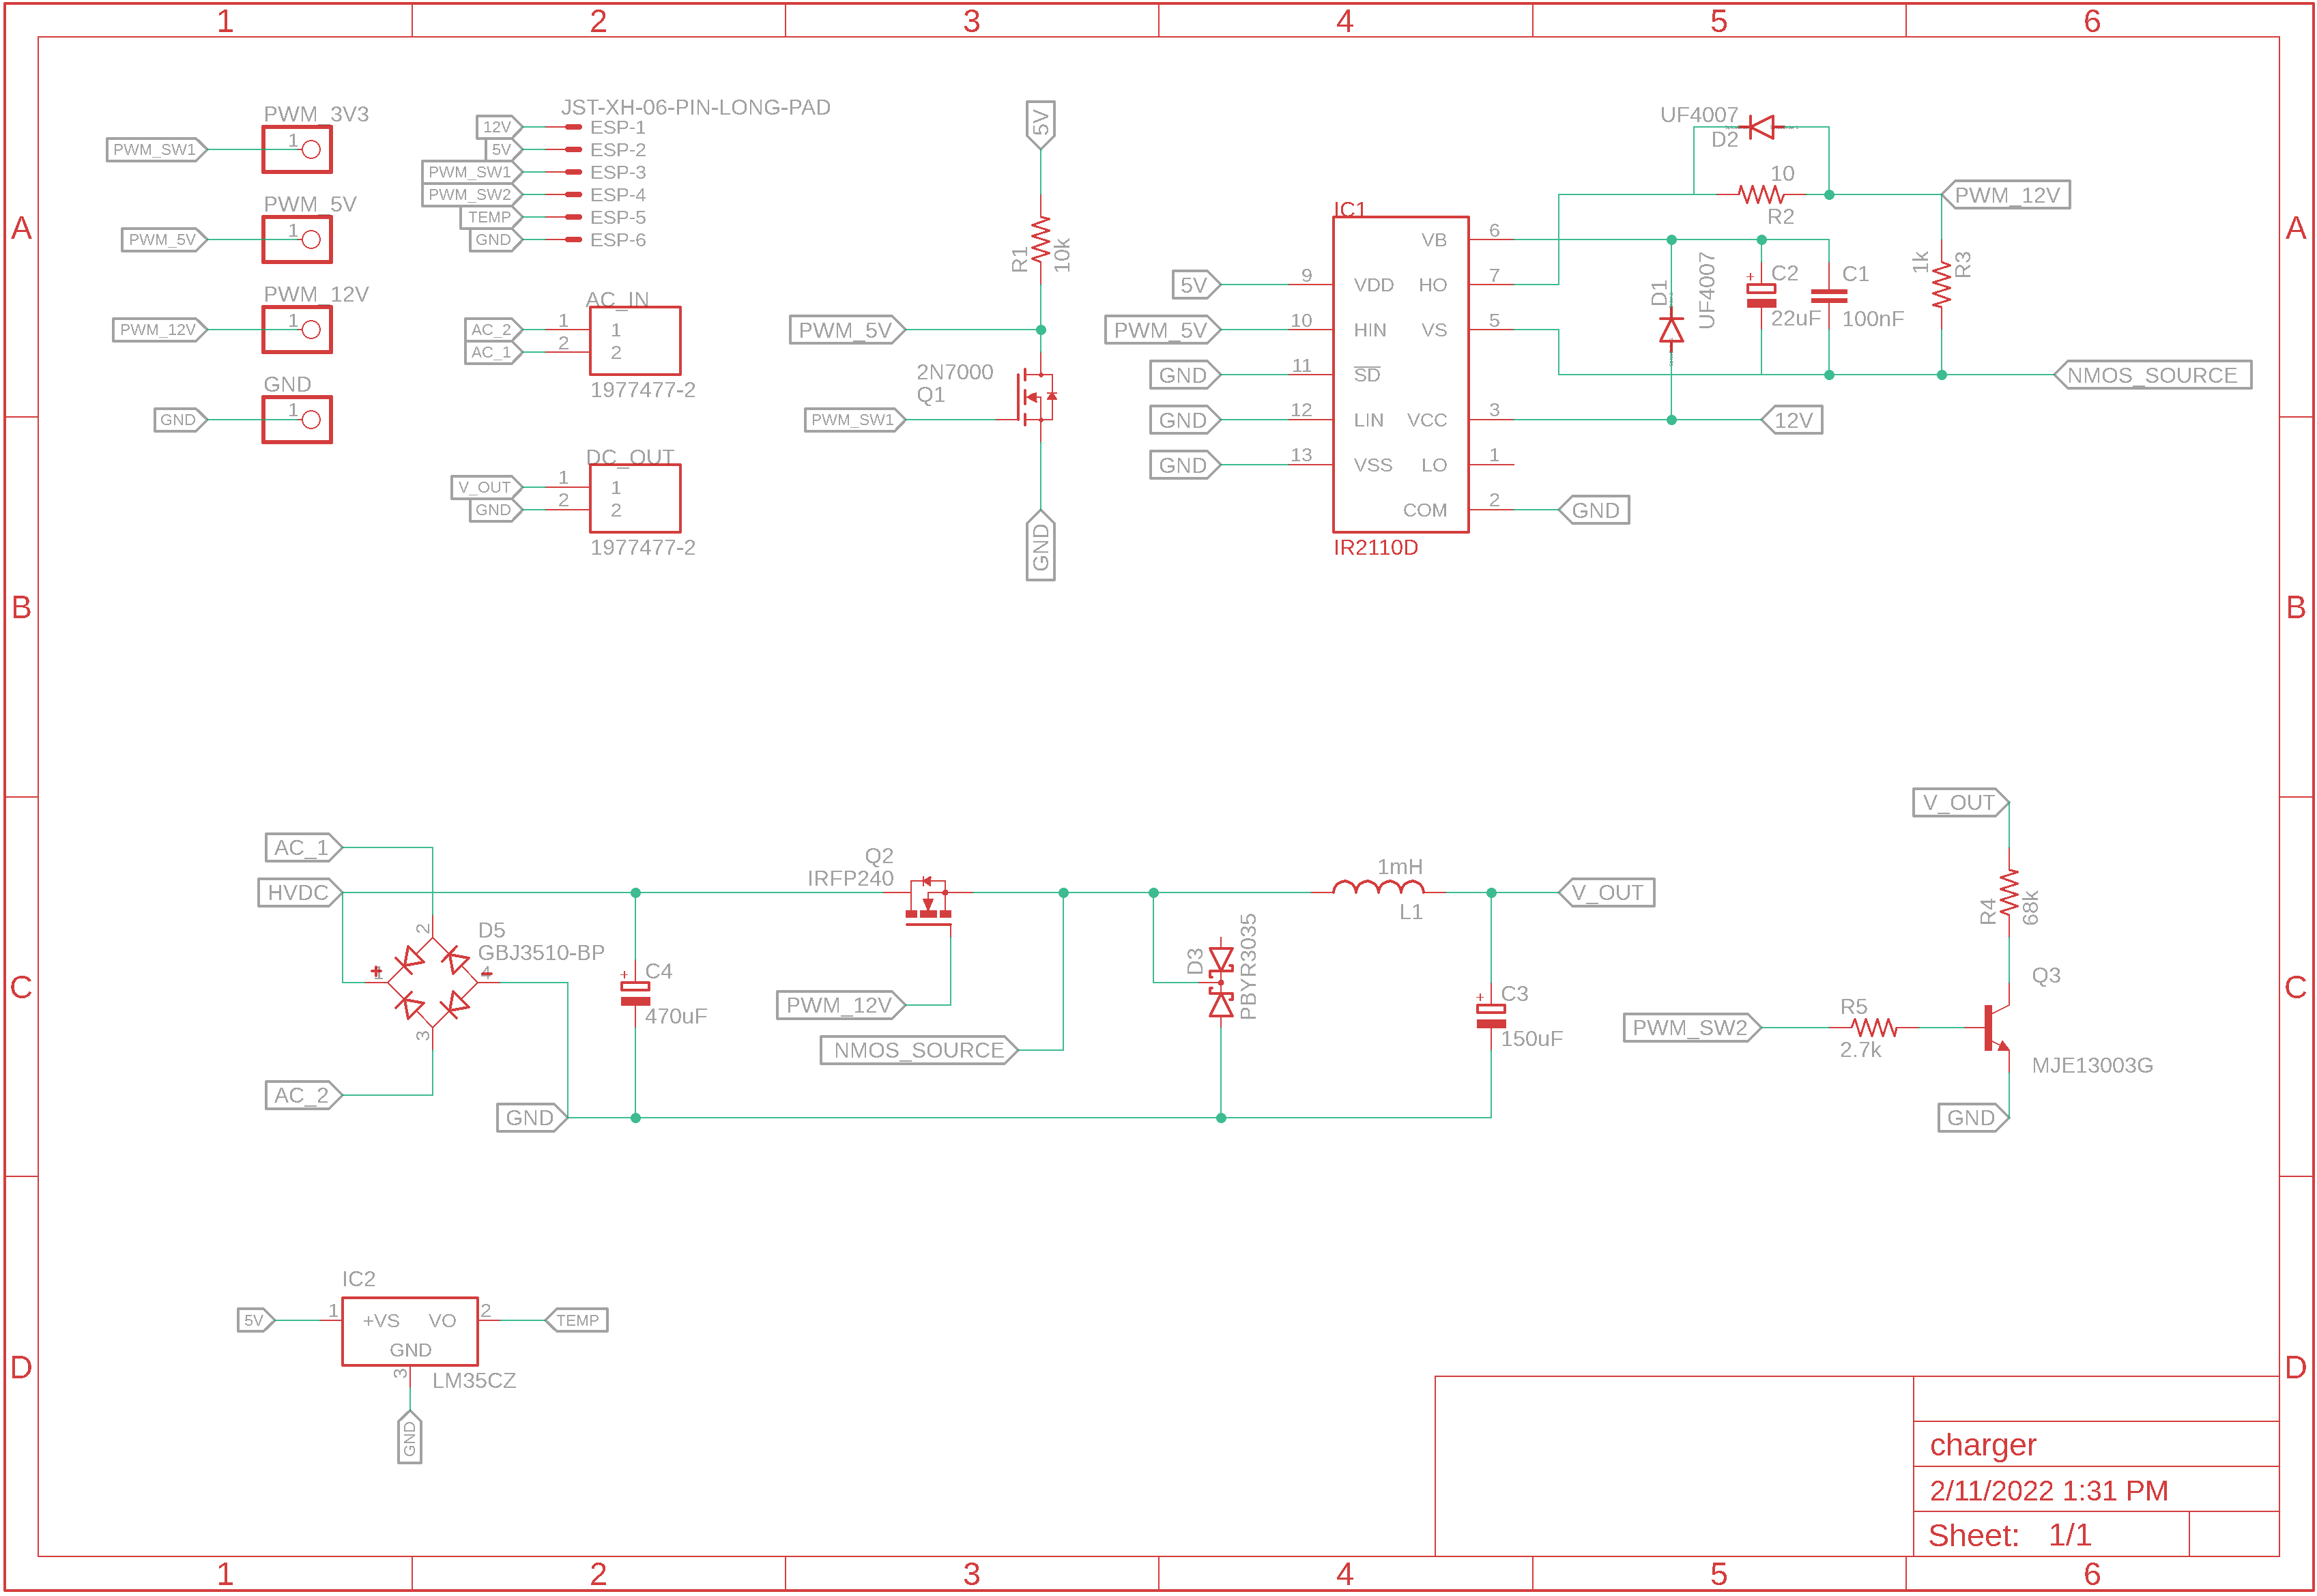 1 2 3 4 5 6
A A
B B
C C
D D
PWM_3V3
PWM_SW1 1
PWM_5V
PWM_5V 1
PWM_12V
PWM_12V 1
GND
GND 1
JST-XH-06-PIN-LONG-PAD
12V ESP-1
5V ESP-2
PWM_SW1 ESP-3
PWM_SW2 ESP-4
TEMP ESP-5
GND ESP-6
AC_IN
AC_2 1 1
AC_1 2 2
1977477-2
DC_OUT
V_OUT 1 1
GND 2 2
1977477-2
5V
R1
10k
PWM_5V
2N7000
Q1
PWM_SW1
GND
IC1
5V 9 VDD
PWM_5V 10 HIN
GND 11 SD
GND 12 LIN
GND 13 VSS
VB 6
HO 7
VS 5
VCC 3
LO 1
COM 2
IR2110D
UF4007
D2
10
R2
PWM_12V
D1
UF4007
+ C2
22uF
C1
100nF
1k
R3
NMOS_SOURCE
12V
GND
AC_1
HVDC
2
D5
GBJ3510-BP
+ 1
4 -
3
AC_2
GND
+ C4
470uF
Q2
IRFP240
PWM_12V
NMOS_SOURCE
D3
PBYR3035
1mH
L1
V_OUT
+ C3
150uF
V_OUT
R4
68k
Q3
PWM_SW2
R5
2.7k
MJE13003G
GND
IC2
5V 1 +VS VO 2 TEMP
GND
3
LM35CZ
GND
charger
2/11/2022 1:31 PM
Sheet: 1/1
1 2 3 4 5 6